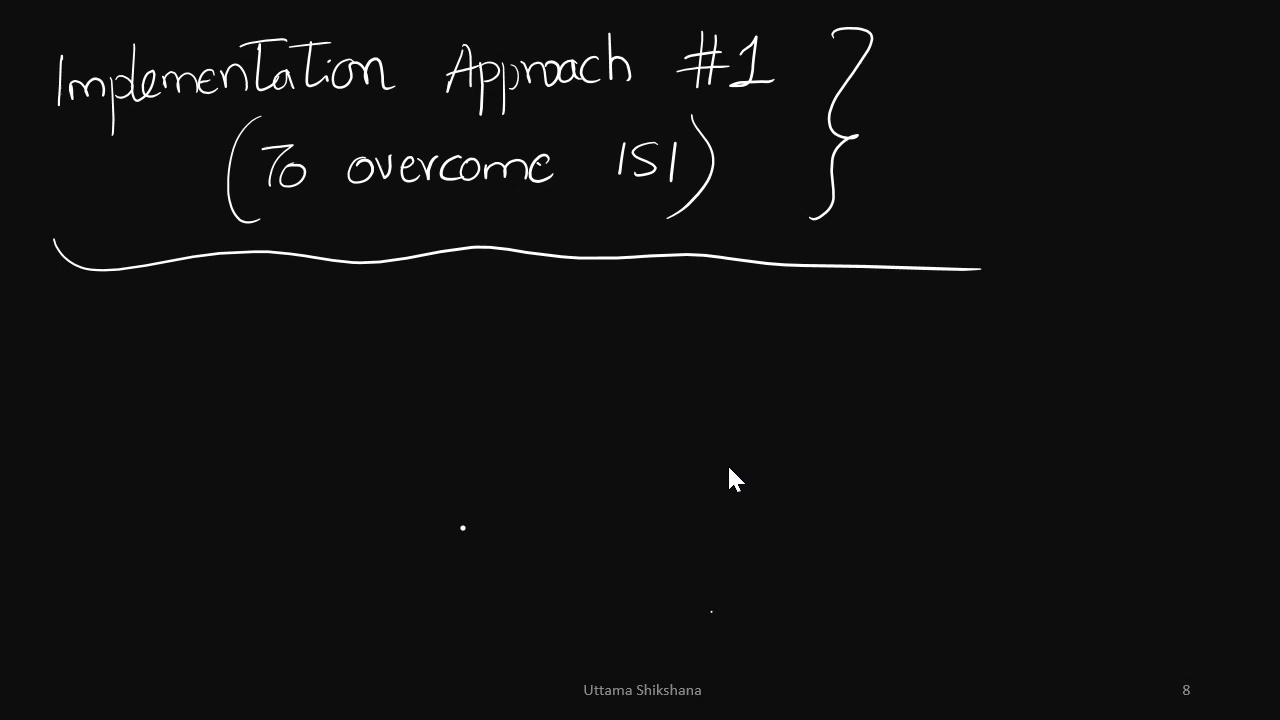 Implementation Approach #1
(To overcome ISI)
Uttama Shikshana 8